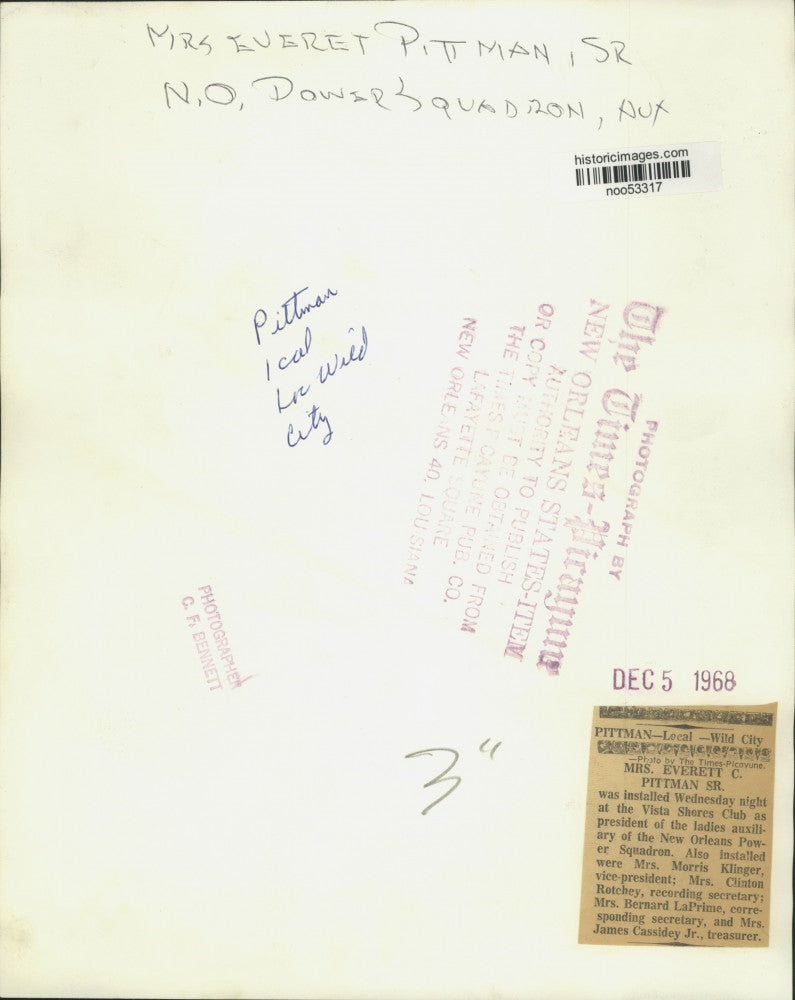 MRS EVERET PITTMAN, SR
N.O. POWER SQUADRON, AUX
historicimages.com
noo53317
Pittman
1 col
Loc Wild
City
PHOTOGRAPH BY
The Times-Picayune
NEW ORLEANS STATES-ITEM
AUTHORITY TO PUBLISH
OR COPY MUST BE OBTAINED FROM
THE TIMES-PICAYUNE PUB. CO.
LAFAYETTE SQUARE
NEW ORLEANS 40, LOUISIANA
PHOTOGRAPHER
C. F. BENNETT
DEC 5 1968
3"
PITTMAN—Local —Wild City
—Photo by The Times-Picayune.
MRS. EVERETT C.
PITTMAN SR.
was installed Wednesday night
at the Vista Shores Club as
president of the ladies auxili-
ary of the New Orleans Pow-
er Squadron. Also installed
were Mrs. Morris Klinger,
vice-president; Mrs. Clinton
Rotchey, recording secretary;
Mrs. Bernard LaPrime, corre-
sponding secretary, and Mrs.
James Cassidey Jr., treasurer.